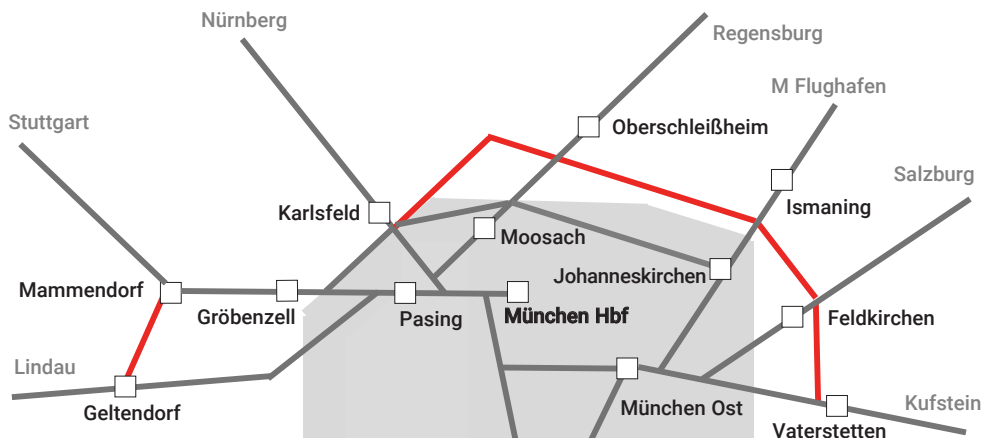 Nürnberg
Regensburg
M Flughafen
Stuttgart
Oberschleißheim
Salzburg
Karlsfeld
Ismaning
Moosach
Johanneskirchen
Mammendorf
Gröbenzell
Pasing
München Hbf
Feldkirchen
Lindau
Geltendorf
München Ost
Kufstein
Vaterstetten